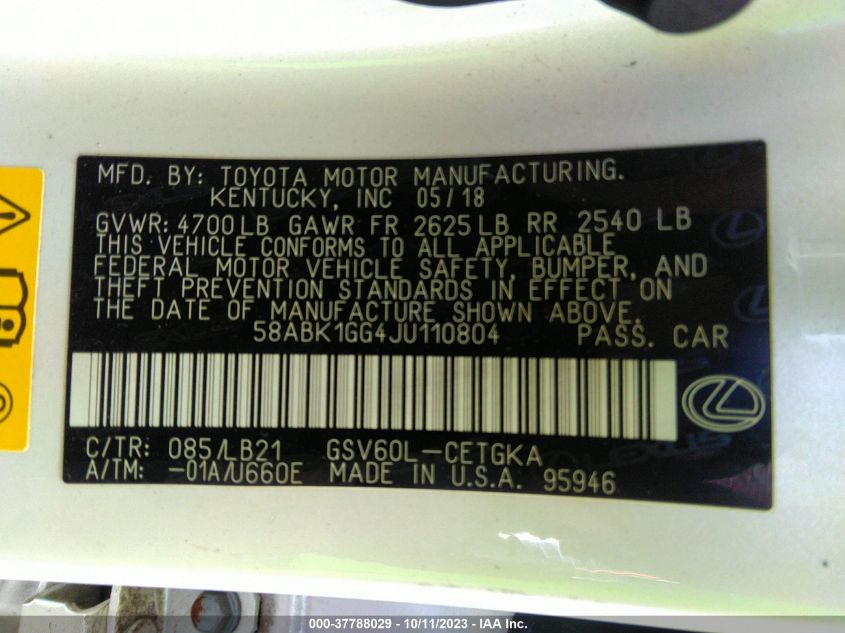 MFD. BY: TOYOTA MOTOR MANUFACTURING.
KENTUCKY, INC 05/18
GVWR: 4700LB GAWR FR 2625LB RR 2540 LB
THIS VEHICLE CONFORMS TO ALL APPLICABLE
FEDERAL MOTOR VEHICLE SAFETY, BUMPER, AND
THEFT PREVENTION STANDARDS IN EFFECT ON
THE DATE OF MANUFACTURE SHOWN ABOVE.
58ABK1GG4JU110804 PASS. CAR
C/TR: 085/LB21 GSV60L-CETGKA
A/TM: -01A/U660E MADE IN U.S.A. 95946
LEXUS
000-37788029 - 10/11/2023 - IAA Inc.